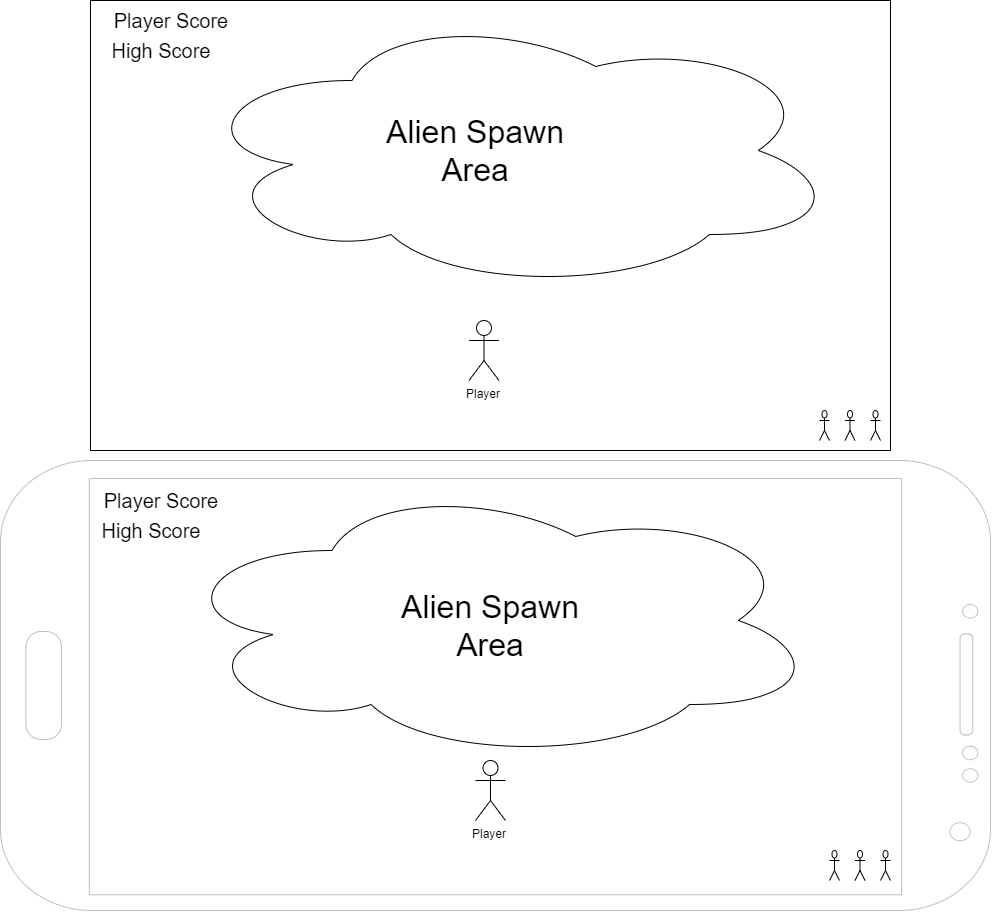 Player Score
High Score
Alien Spawn
Area
Player
Player Score
High Score
Alien Spawn
Area
Player